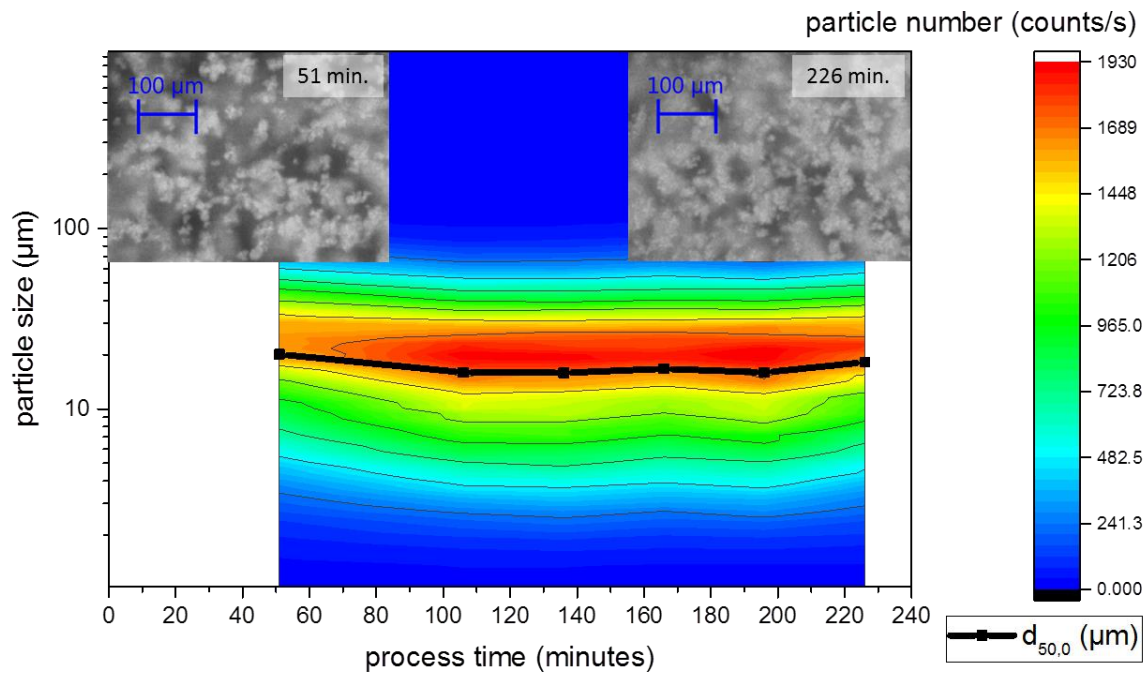 particle number (counts/s)
51 min.
100 µm
226 min.
100 µm
1930
1689
1448
1206
965.0
723.8
482.5
241.3
0.000
100
10
particle size (µm)
0 20 40 60 80 100 120 140 160 180 200 220 240
process time (minutes)
d50,0 (µm)